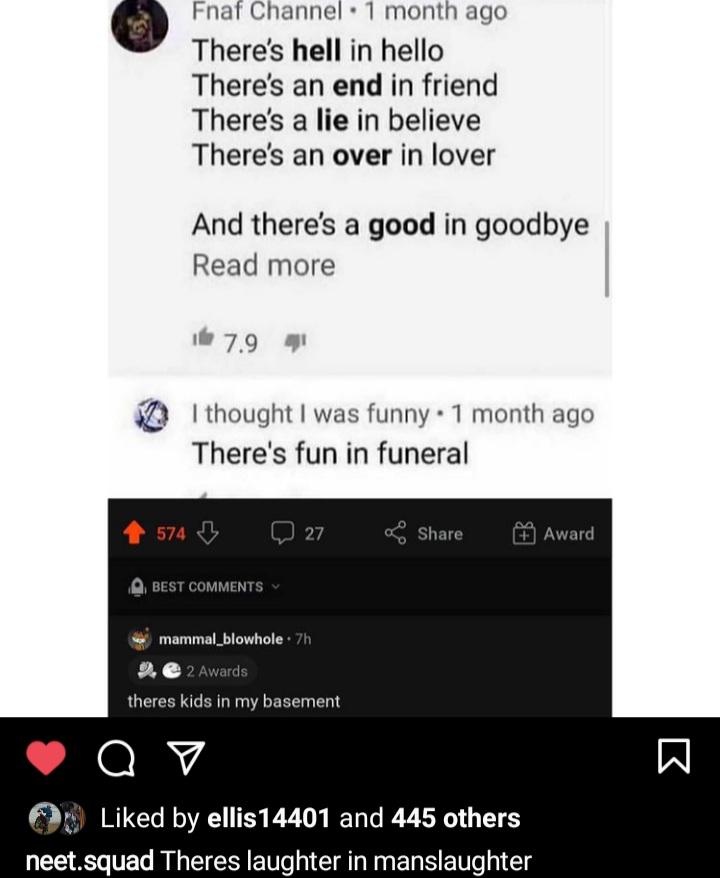 Fnaf Channel • 1 month ago
There's hell in hello
There's an end in friend
There's a lie in believe
There's an over in lover
And there's a good in goodbye
Read more
7.9
I thought I was funny • 1 month ago
There's fun in funeral
574 27 Share Award
BEST COMMENTS
mammal_blowhole • 7h
2 Awards
theres kids in my basement
Liked by ellis14401 and 445 others
neet.squad Theres laughter in manslaughter